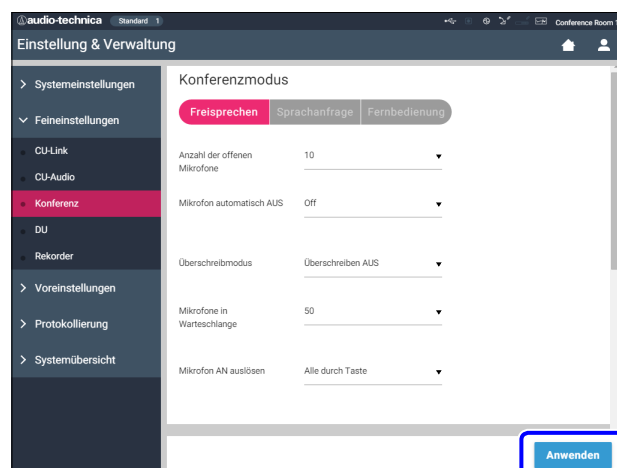 audio-technica Standard 1 Conference Room 1
Einstellung & Verwaltung
Systemeinstellungen
Feineinstellungen
CU-Link
CU-Audio
Konferenz
DU
Rekorder
Voreinstellungen
Protokollierung
Systemübersicht
Konferenzmodus
Freisprechen Sprachanfrage Fernbedienung
Anzahl der offenen 10
Mikrofone
Mikrofon automatisch AUS Off
Überschreibmodus Überschreiben AUS
Mikrofone in 50
Warteschlange
Mikrofon AN auslösen Alle durch Taste
Anwenden